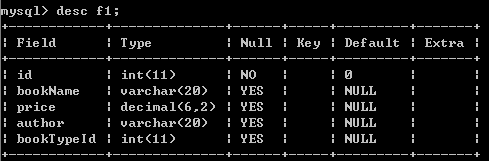 mysql> desc f1;
+------------+--------------+------+-----+---------+-------+
| Field      | Type         | Null | Key | Default | Extra |
+------------+--------------+------+-----+---------+-------+
| id         | int(11)      | NO   |     | 0       |       |
| bookName   | varchar(20)  | YES  |     | NULL    |       |
| price      | decimal(6,2) | YES  |     | NULL    |       |
| author     | varchar(20)  | YES  |     | NULL    |       |
| bookTypeId | int(11)      | YES  |     | NULL    |       |
+------------+--------------+------+-----+---------+-------+